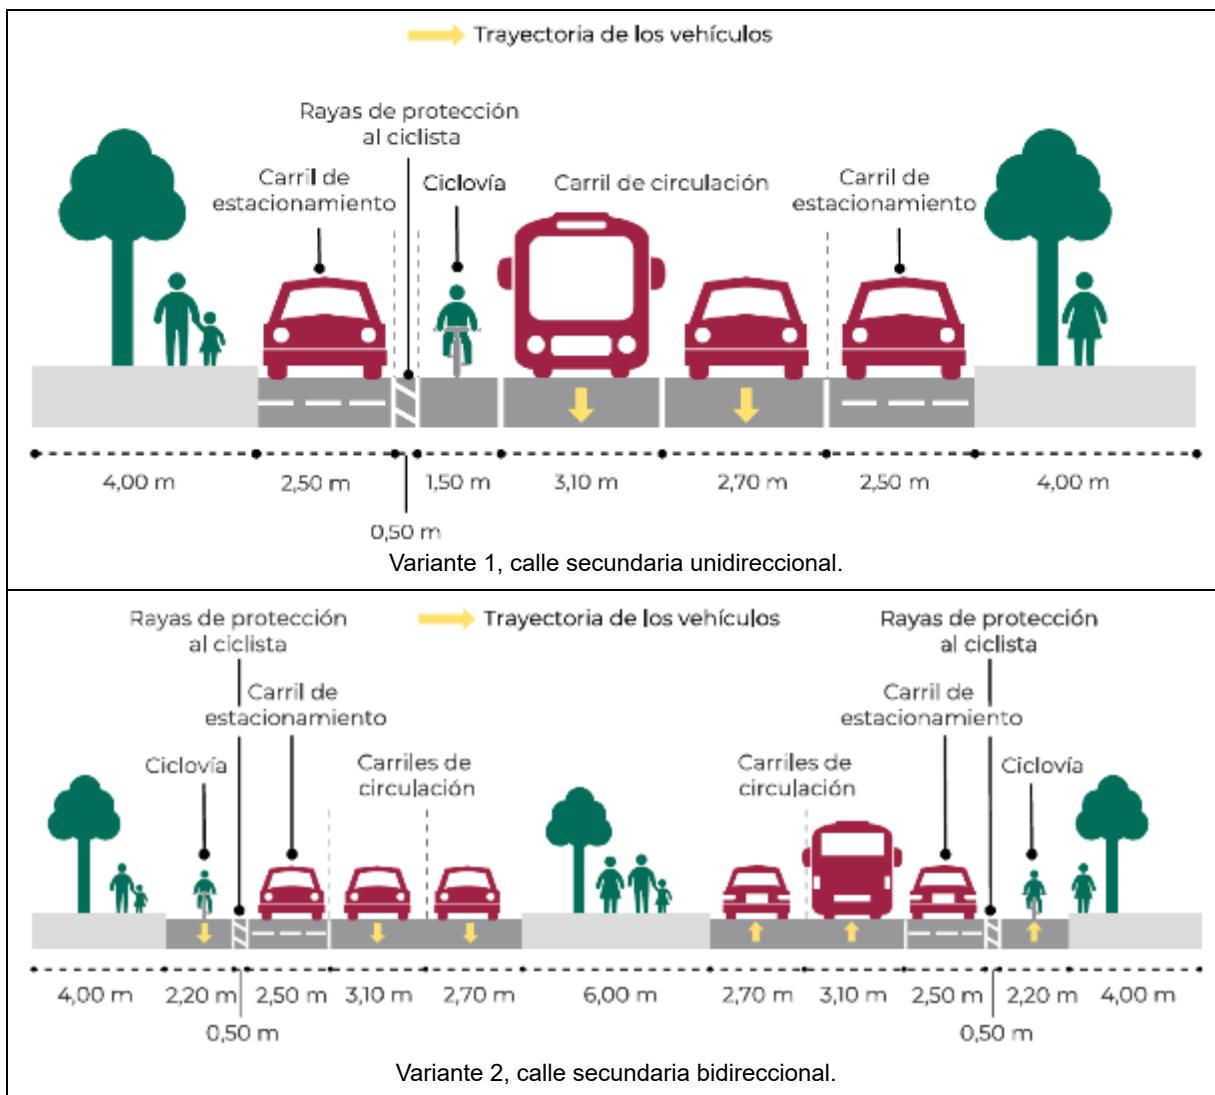 Trayectoria de los vehículos
Rayas de protección
al ciclista
Carril de
estacionamiento
Ciclovía
Carril de circulación
Carril de
estacionamiento
4,00 m
2,50 m
1,50 m
3,10 m
2,70 m
2,50 m
4,00 m
0,50 m
Variante 1, calle secundaria unidireccional.
Rayas de protección
al ciclista
Trayectoria de los vehículos
Rayas de protección
al ciclista
Carril de
estacionamiento
Carril de
estacionamiento
Ciclovía
Carriles de
circulación
Carriles de
circulación
Ciclovía
4,00 m
2,20 m
2,50 m
3,10 m
2,70 m
6,00 m
2,70 m
3,10 m
2,50 m
2,20 m
4,00 m
0,50 m
0,50 m
Variante 2, calle secundaria bidireccional.